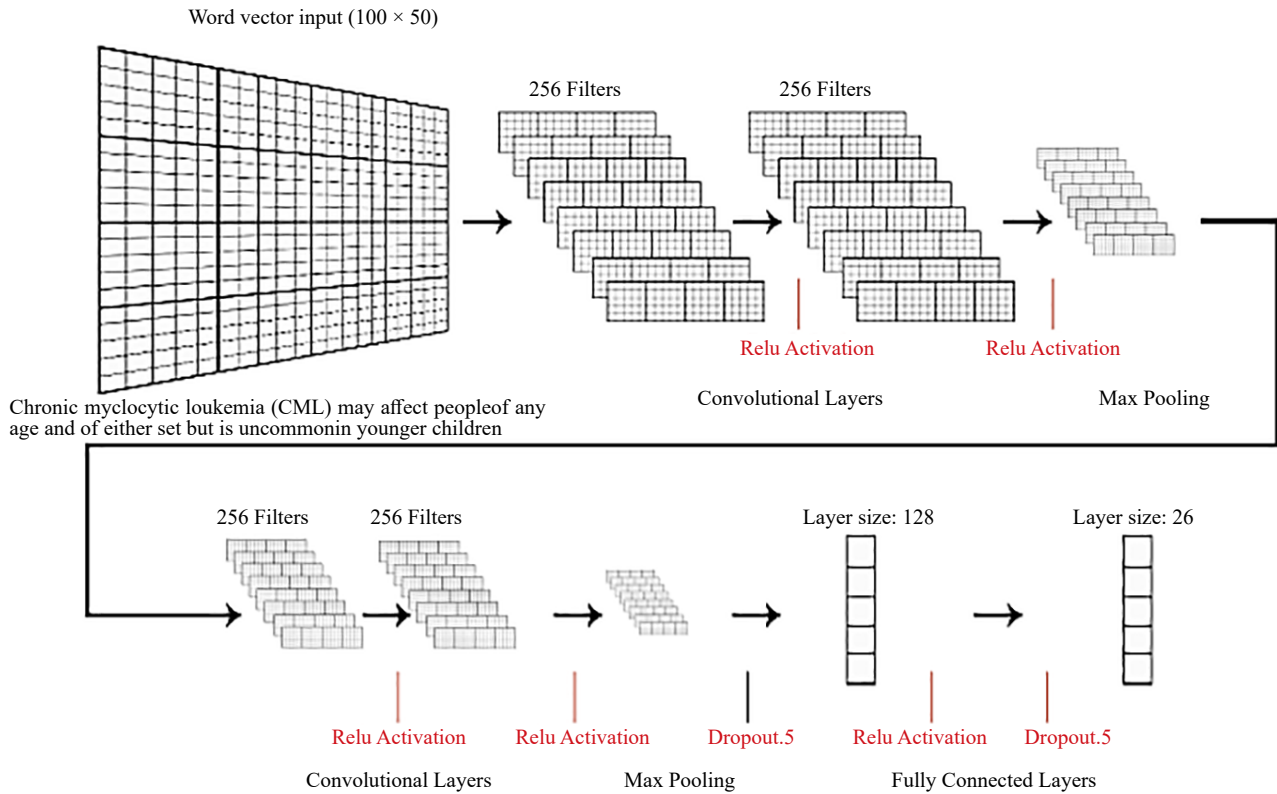 Word vector input (100 × 50)
256 Filters
256 Filters
Relu Activation
Relu Activation
Convolutional Layers
Max Pooling
Chronic myclocytic loukemia (CML) may affect peopleof any
age and of either set but is uncommonin younger children
256 Filters
256 Filters
Layer size: 128
Layer size: 26
Relu Activation
Relu Activation
Dropout.5
Relu Activation
Dropout.5
Convolutional Layers
Max Pooling
Fully Connected Layers